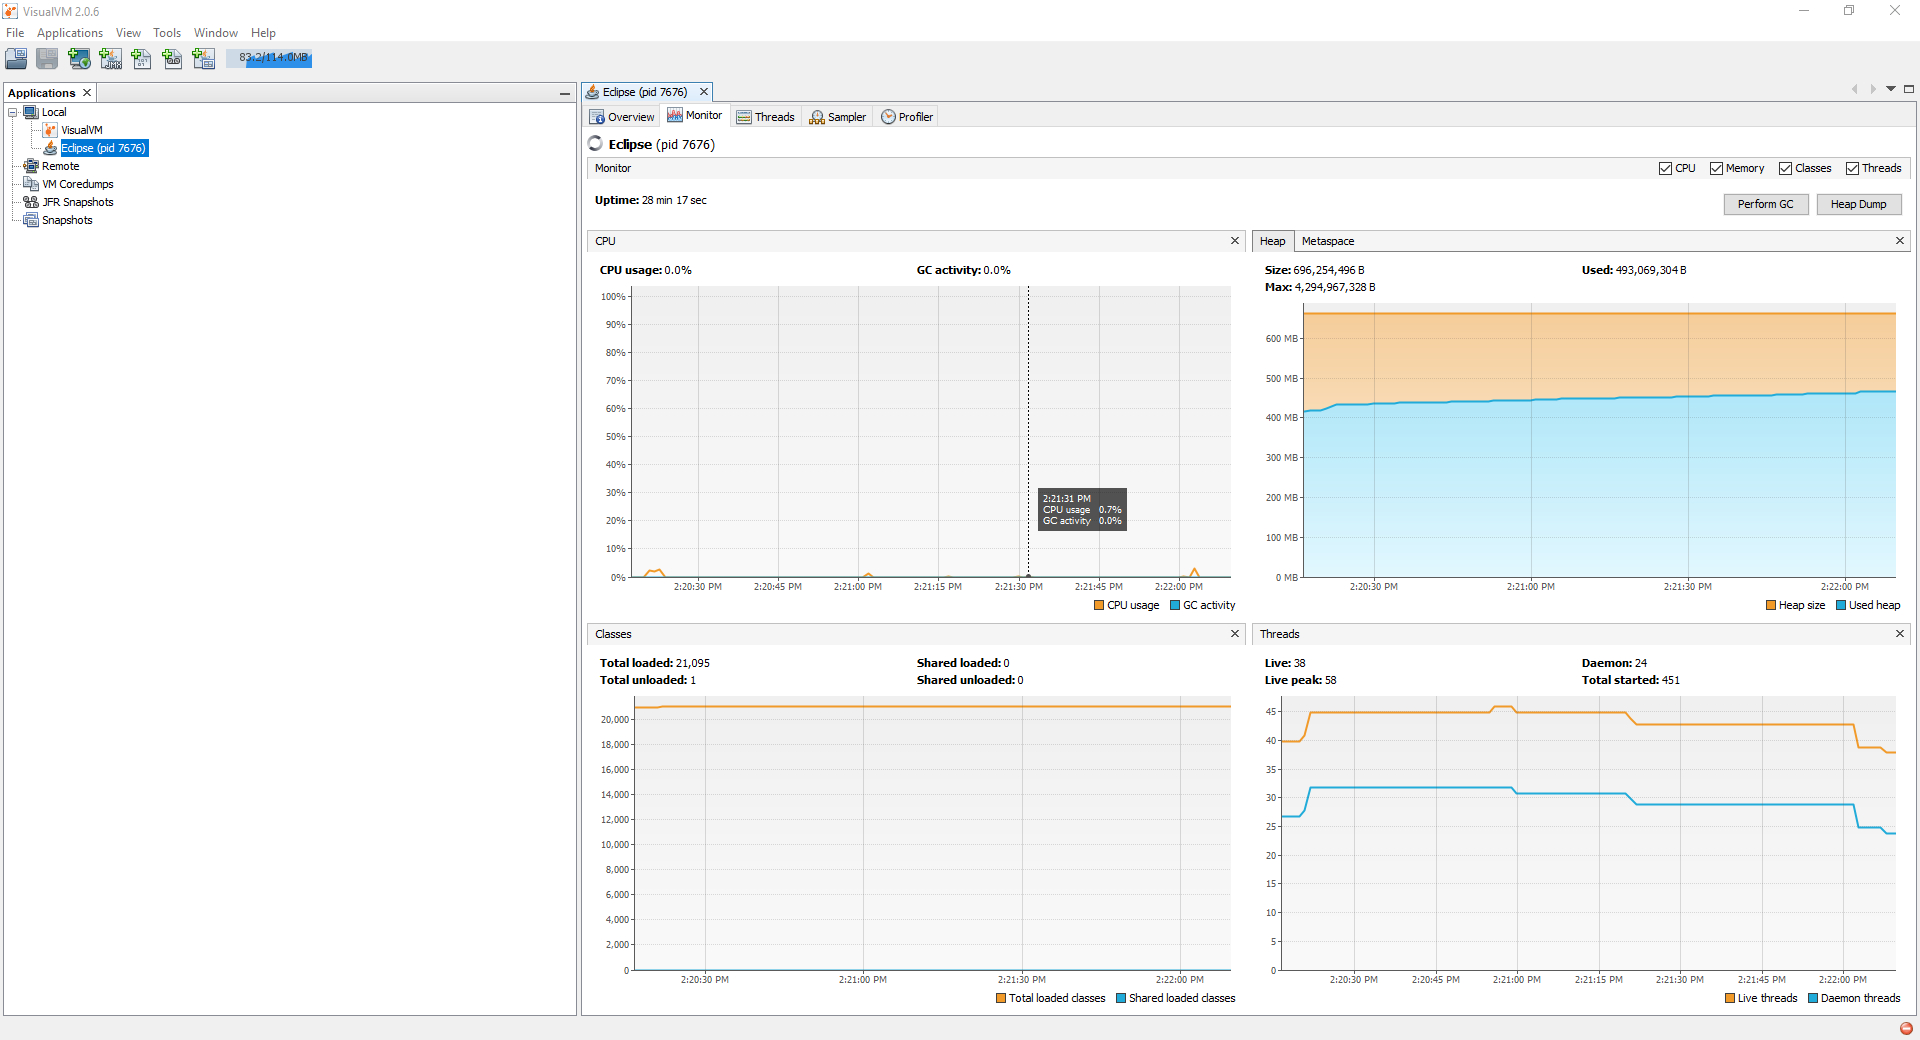 VisualVM 2.0.6
File Applications View Tools Window Help
83.2/114.0MB
Applications
Local
VisualVM
Eclipse (pid 7676)
Remote
VM Coredumps
JFR Snapshots
Snapshots
Eclipse (pid 7676)
Overview Monitor Threads Sampler Profiler
Eclipse (pid 7676)
Monitor CPU Memory Classes Threads
Uptime: 28 min 17 sec
Perform GC Heap Dump
CPU
CPU usage: 0.0% GC activity: 0.0%
100%
90%
80%
70%
60%
50%
40%
30%
20%
10%
0%
2:21:31 PM
CPU usage 0.7%
GC activity 0.0%
2:20:30 PM 2:20:45 PM 2:21:00 PM 2:21:15 PM 2:21:30 PM 2:21:45 PM 2:22:00 PM
CPU usage GC activity
Heap Metaspace
Size: 696,254,496 B Used: 493,069,304 B
Max: 4,294,967,328 B
600 MB
500 MB
400 MB
300 MB
200 MB
100 MB
0 MB
2:20:30 PM 2:21:00 PM 2:21:30 PM 2:22:00 PM
Heap size Used heap
Classes
Total loaded: 21,095 Shared loaded: 0
Total unloaded: 1 Shared unloaded: 0
20,000
18,000
16,000
14,000
12,000
10,000
8,000
6,000
4,000
2,000
0
2:20:30 PM 2:21:00 PM 2:21:30 PM 2:22:00 PM
Total loaded classes Shared loaded classes
Threads
Live: 38 Daemon: 24
Live peak: 58 Total started: 451
45
40
35
30
25
20
15
10
5
0
2:20:30 PM 2:20:45 PM 2:21:00 PM 2:21:15 PM 2:21:30 PM 2:21:45 PM 2:22:00 PM
Live threads Daemon threads